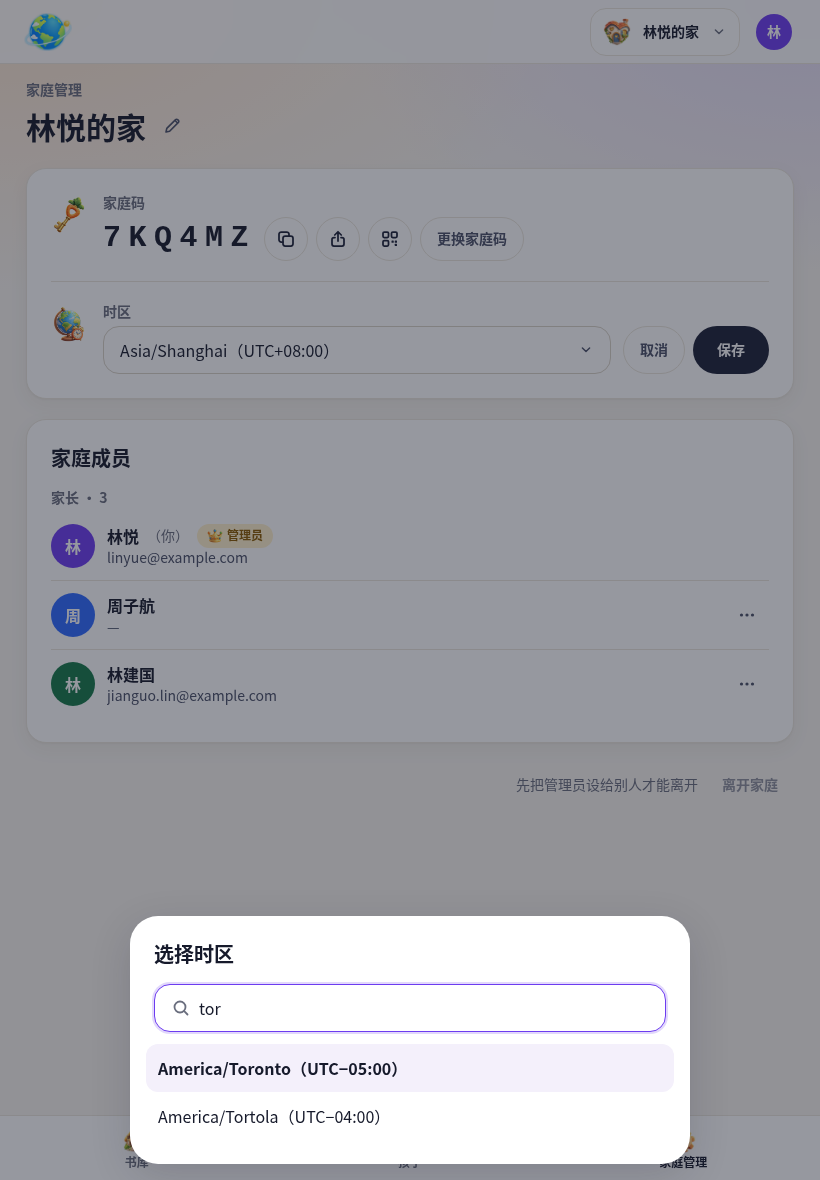 林悦的家
林
家庭管理
林悦的家
家庭码
7KQ4MZ
更换家庭码
时区
Asia/Shanghai（UTC+08:00）
取消
保存
家庭成员
家长 · 3
林
林悦 （你） 管理员
linyue@example.com
周
周子航
—
林
林建国
jianguo.lin@example.com
先把管理员设给别人才能离开 离开家庭
选择时区
tor
America/Toronto（UTC−05:00）
America/Tortola（UTC−04:00）
书库
家庭管理